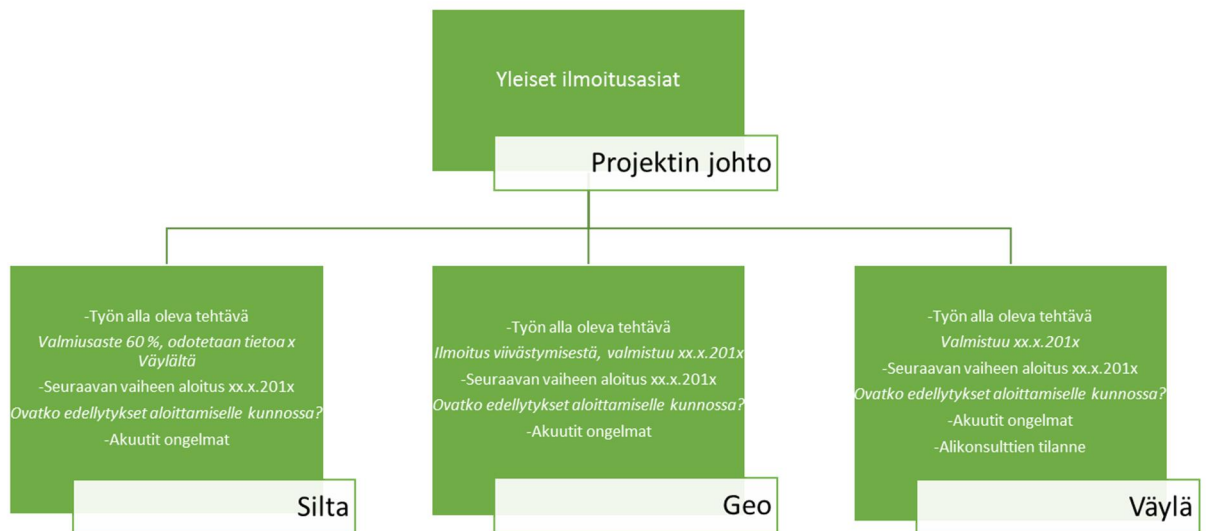 Yleiset ilmoitusasiat
Projektin johto
-Työn alla oleva tehtävä
Valmiusaste 60 %, odotetaan tietoa x
Väylältä
-Seuraavan vaiheen aloitus xx.x.201x
Ovatko edellytykset aloittamiselle kunnossa?
-Akuutit ongelmat
Silta
-Työn alla oleva tehtävä
Ilmoitus viivästymisestä, valmistuu xx.x.201x
-Seuraavan vaiheen aloitus xx.x.201x
Ovatko edellytykset aloittamiselle kunnossa?
-Akuutit ongelmat
Geo
-Työn alla oleva tehtävä
Valmistuu xx.x.201x
-Seuraavan vaiheen aloitus xx.x.201x
Ovatko edellytykset aloittamiselle kunnossa?
-Akuutit ongelmat
-Alikonsulttien tilanne
Väylä